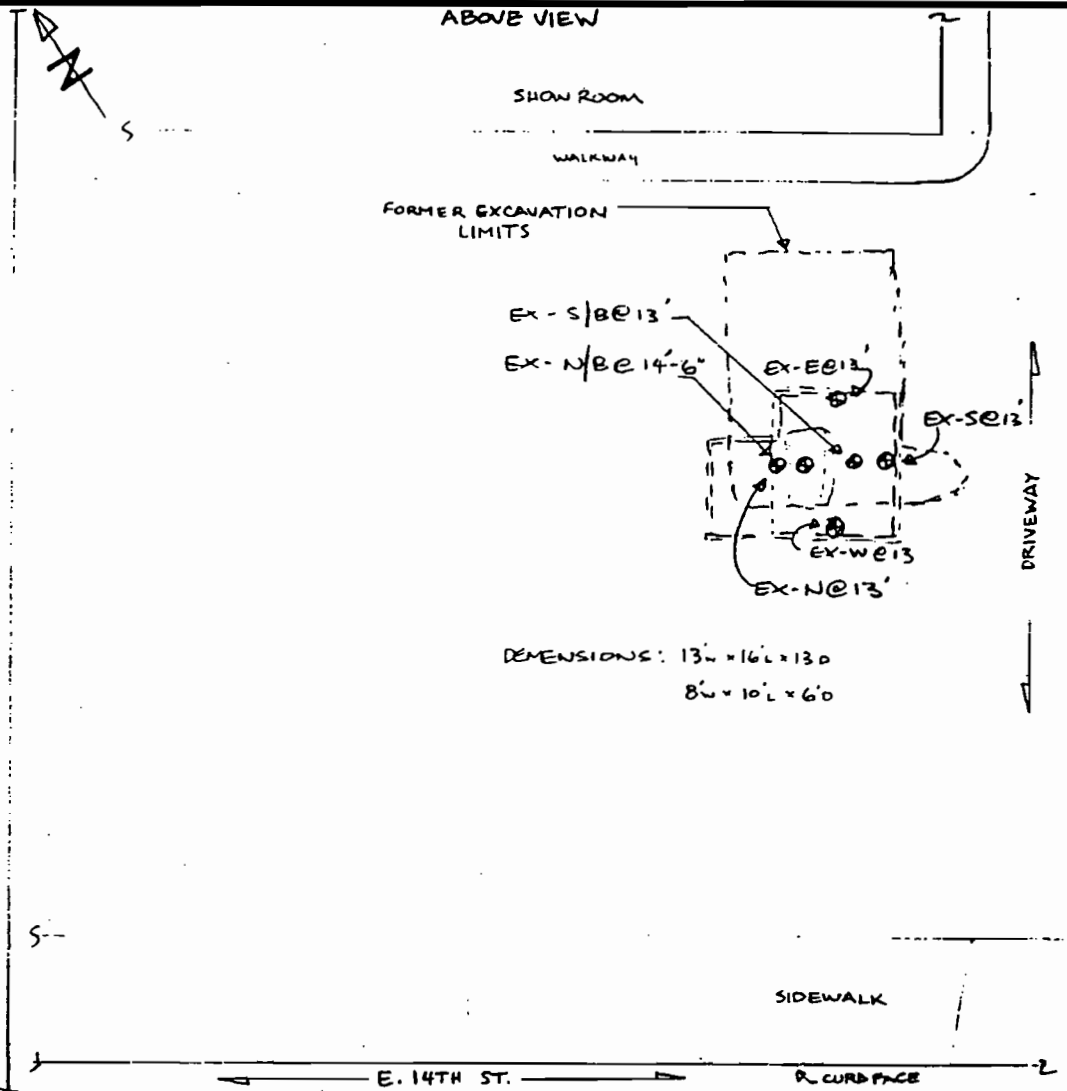 ABOVE VIEW
N
SHOW ROOM
WALKWAY
FORMER EXCAVATION
LIMITS
EX - S/B @ 13'
EX - N/B @ 14'-6"
EX-E@13'
EX-S@13'
DRIVEWAY
EX-W@13
EX-N@13'
DEMENSIONS: 13'W x 16'L x 13D
8'W x 10'L x 6'D
SIDEWALK
E. 14TH ST.
CURB FACE